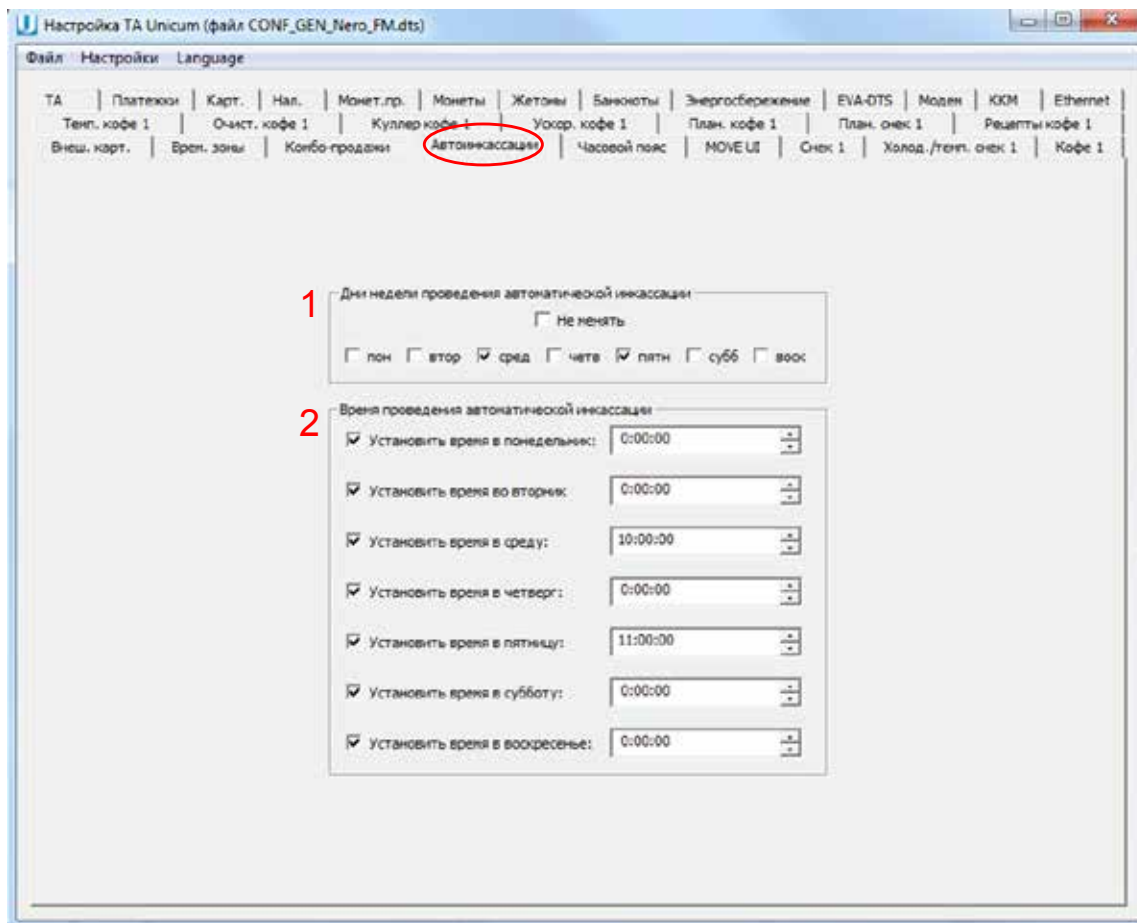 Настройка TA Unicum (файл CONF_GEN_Nero_FM.dts)
Файл Настройки Language
ТА Платежки Карт. Нал. Монет.пр. Монеты Жетоны Банкноты Энергосбережение EVA-DTS Модем ККМ Ethernet
Темп. кофе 1 Очист. кофе 1 Куллер кофе 1 Ускор. кофе 1 План. кофе 1 План. снек 1 Рецепты кофе 1
Внеш. карт. Врем. зоны Комбо-продажи Автоинкассации Часовой пояс MOVE UI Снек 1 Холод./темп. снек 1 Кофе 1
1
Дни недели проведения автоматической инкассации
Не менять
пон втор сред четв пятн субб воск
2
Время проведения автоматической инкассации
Установить время в понедельник: 0:00:00
Установить время во вторник 0:00:00
Установить время в среду: 10:00:00
Установить время в четверг: 0:00:00
Установить время в пятницу: 11:00:00
Установить время в субботу: 0:00:00
Установить время в воскресенье: 0:00:00